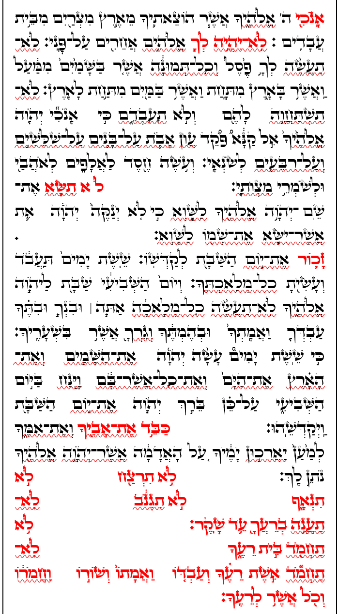 אָנֹכִי ה' אֱלֹהֶיךָ אֲשֶׁר הוֹצֵאתִיךָ מֵאֶרֶץ מִצְרַיִם מִבֵּית
עֲבָדִים : לֹא־יִהְיֶה לְךָ אֱלֹהִים אֲחֵרִים עַל־פָּנָי: לֹא־
תַעֲשֶׂה לְךָ פֶסֶל וְכָל־תְּמוּנָה אֲשֶׁר בַּשָּׁמַיִם מִמַּעַל
וַאֲשֶׁר בָּאָרֶץ מִתָּחַת וַאֲשֶׁר בַּמַּיִם מִתַּחַת לָאָרֶץ: לֹא־
תִשְׁתַּחֲוֶה לָהֶם וְלֹא תָעָבְדֵם כִּי אָנֹכִי יְהוָה
אֱלֹהֶיךָ אֵל קַנָּא פֹּקֵד עֲוֺן אָבֹת עַל־בָּנִים עַל־שִׁלֵּשִׁים
וְעַל־רִבֵּעִים לְשֹׂנְאָי: וְעֹשֶׂה חֶסֶד לַאֲלָפִים לְאֹהֲבַי
וּלְשֹׁמְרֵי מִצְוֺתָי: לֹא תִשָּׂא אֶת־
שֵׁם־יְהוָה אֱלֹהֶיךָ לַשָּׁוְא כִּי לֹא יְנַקֶּה יְהוָה אֵת
אֲשֶׁר־יִשָּׂא אֶת־שְׁמוֹ לַשָּׁוְא: .
זָכוֹר אֶת־יוֹם הַשַּׁבָּת לְקַדְּשׁוֹ: שֵׁשֶׁת יָמִים תַּעֲבֹד
וְעָשִׂיתָ כָל־מְלַאכְתֶּךָ: וְיוֹם הַשְּׁבִיעִי שַׁבָּת לַיהוָה
אֱלֹהֶיךָ לֹא־תַעֲשֶׂה כָל־מְלָאכָה אַתָּה ׀ וּבִנְךָ וּבִתֶּךָ
עַבְדְּךָ וַאֲמָתְךָ וּבְהֶמְתֶּךָ וְגֵרְךָ אֲשֶׁר בִּשְׁעָרֶיךָ:
כִּי שֵׁשֶׁת יָמִים עָשָׂה יְהוָה אֶת־הַשָּׁמַיִם וְאֶת־
הָאָרֶץ אֶת־הַיָּם וְאֶת־כָּל־אֲשֶׁר־בָּם וַיָּנַח בַּיּוֹם
הַשְּׁבִיעִי עַל־כֵּן בֵּרַךְ יְהוָה אֶת־יוֹם הַשַּׁבָּת
וַיְקַדְּשֵׁהוּ: כַּבֵּד אֶת־אָבִיךָ וְאֶת־אִמֶּךָ
לְמַעַן יַאֲרִכוּן יָמֶיךָ עַל הָאֲדָמָה אֲשֶׁר־יְהוָה אֱלֹהֶיךָ
נֹתֵן לָךְ: לֹא תִרְצָח לֹא
תִנְאָף לֹא תִגְנֹב לֹא־
תַעֲנֶה בְרֵעֲךָ עֵד שָׁקֶר: לֹא
תַחְמֹד בֵּית רֵעֶךָ לֹא־
תַחְמֹד אֵשֶׁת רֵעֶךָ וְעַבְדּוֹ וַאֲמָתוֹ וְשׁוֹרוֹ וַחֲמֹרוֹ
וְכֹל אֲשֶׁר לְרֵעֶךָ: